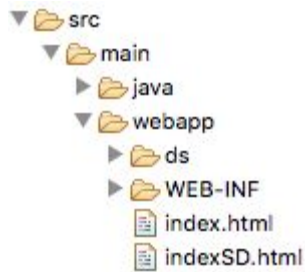 src
main
java
webapp
ds
WEB-INF
index.html
indexSD.html